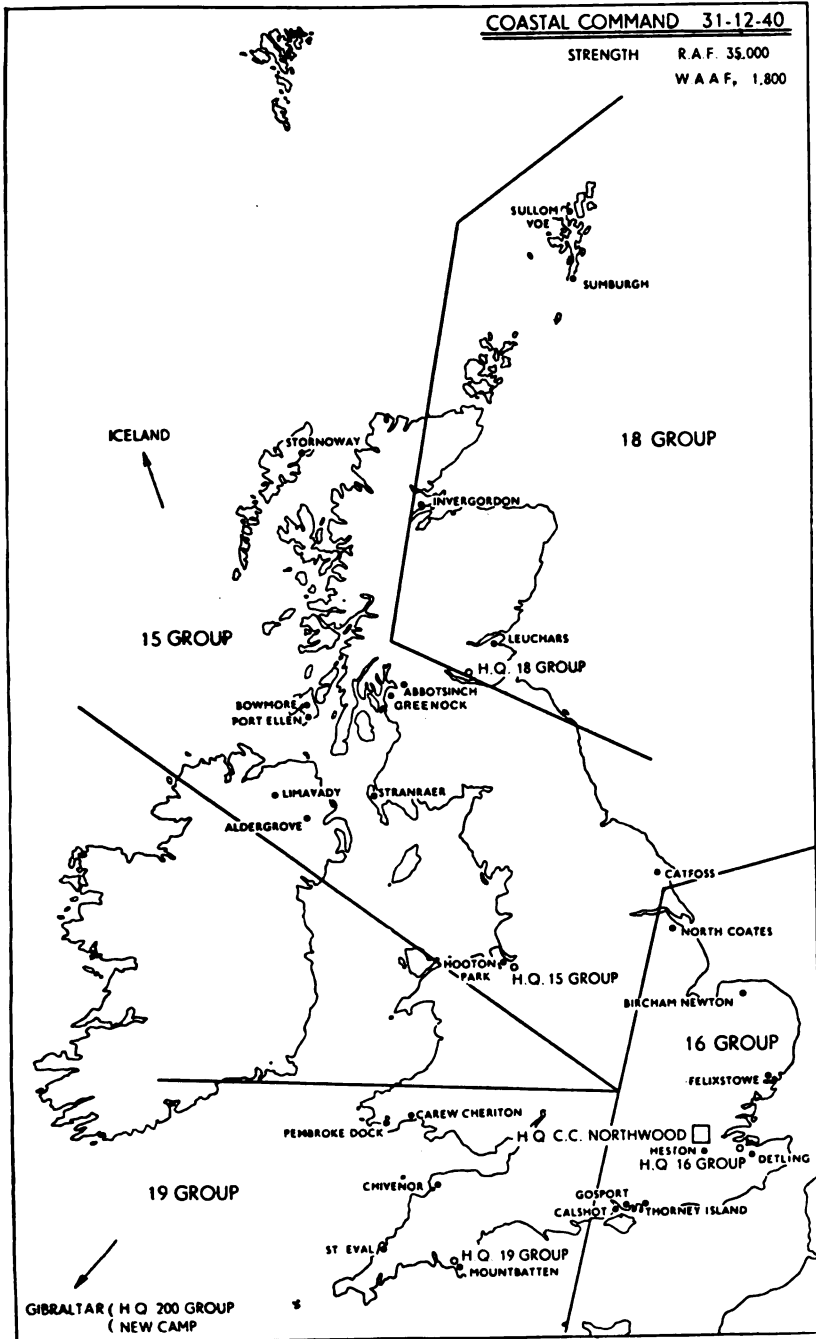 COASTAL COMMAND 31-12-40
STRENGTH R.A.F. 35.000
W A A F, 1,800
SULLOM
VOE
SUMBURGH
ICELAND
STORNOWAY
18 GROUP
INVERGORDON
15 GROUP
LEUCHARS
H.Q. 18 GROUP
ABBOTSINCH
GREENOCK
BOWMORE
PORT ELLEN
LIMAVADY
STRANRAER
ALDERGROVE
CATFOSS
NORTH COATES
HOOTON
PARK
H.Q. 15 GROUP
BIRCHAM NEWTON
16 GROUP
FELIXSTOWE
CAREW CHERITON
PEMBROKE DOCK
H Q C.C. NORTHWOOD
HESTON
H.Q 16 GROUP
DETLING
19 GROUP
CHIVENOR
GOSPORT
CALSHOT
THORNEY ISLAND
ST EVAL
H Q. 19 GROUP
MOUNTBATTEN
GIBRALTAR ( H Q 200 GROUP
( NEW CAMP